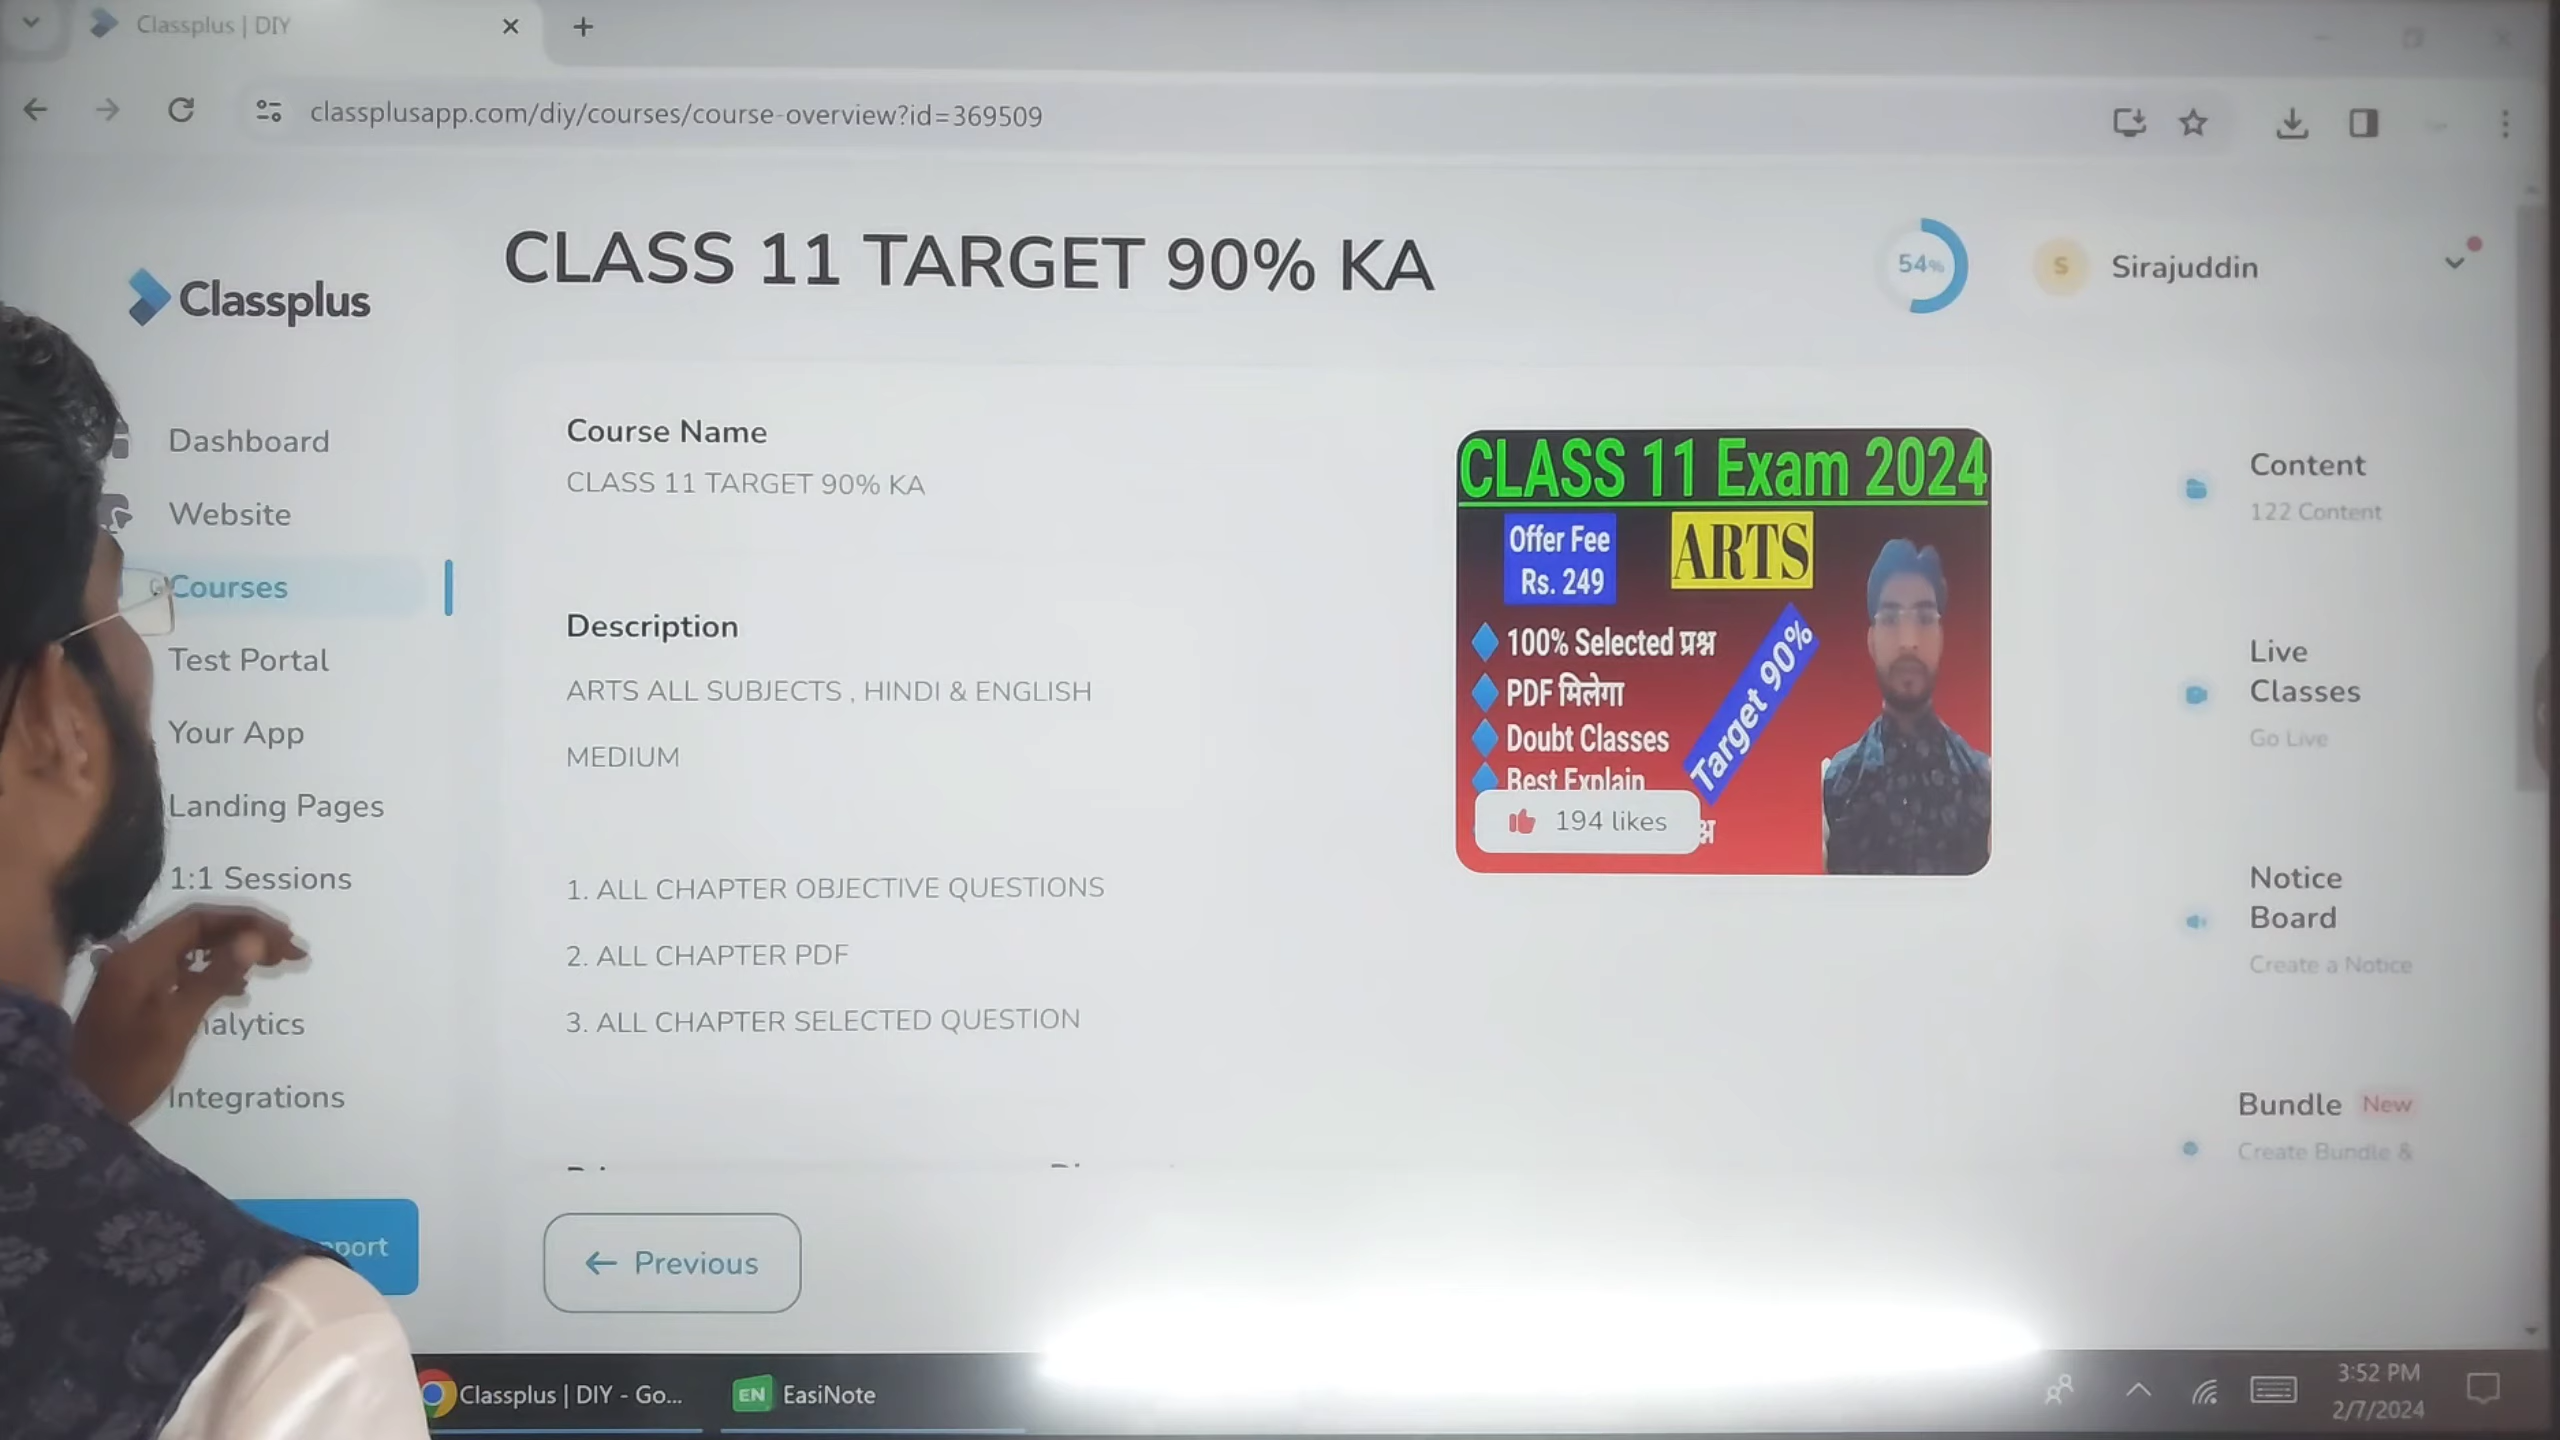 Classplus | DIY
classplusapp.com/diy/courses/course-overview?id=369509
Classplus
CLASS 11 TARGET 90% KA
54%
S
Sirajuddin
Dashboard
Website
Courses
Test Portal
Your App
Landing Pages
1:1 Sessions
nalytics
Integrations
pport
Course Name
CLASS 11 TARGET 90% KA
Description
ARTS ALL SUBJECTS , HINDI & ENGLISH
MEDIUM
1. ALL CHAPTER OBJECTIVE QUESTIONS
2. ALL CHAPTER PDF
3. ALL CHAPTER SELECTED QUESTION
← Previous
CLASS 11 Exam 2024
Offer Fee
Rs. 249
ARTS
100% Selected प्रश्न
PDF मिलेगा
Doubt Classes
Best Explain
Target 90%
194 likes
Content
122 Content
Live
Classes
Go Live
Notice
Board
Create a Notice
Bundle New
Create Bundle &
Classplus | DIY - Go...
EN EasiNote
3:52 PM
2/7/2024